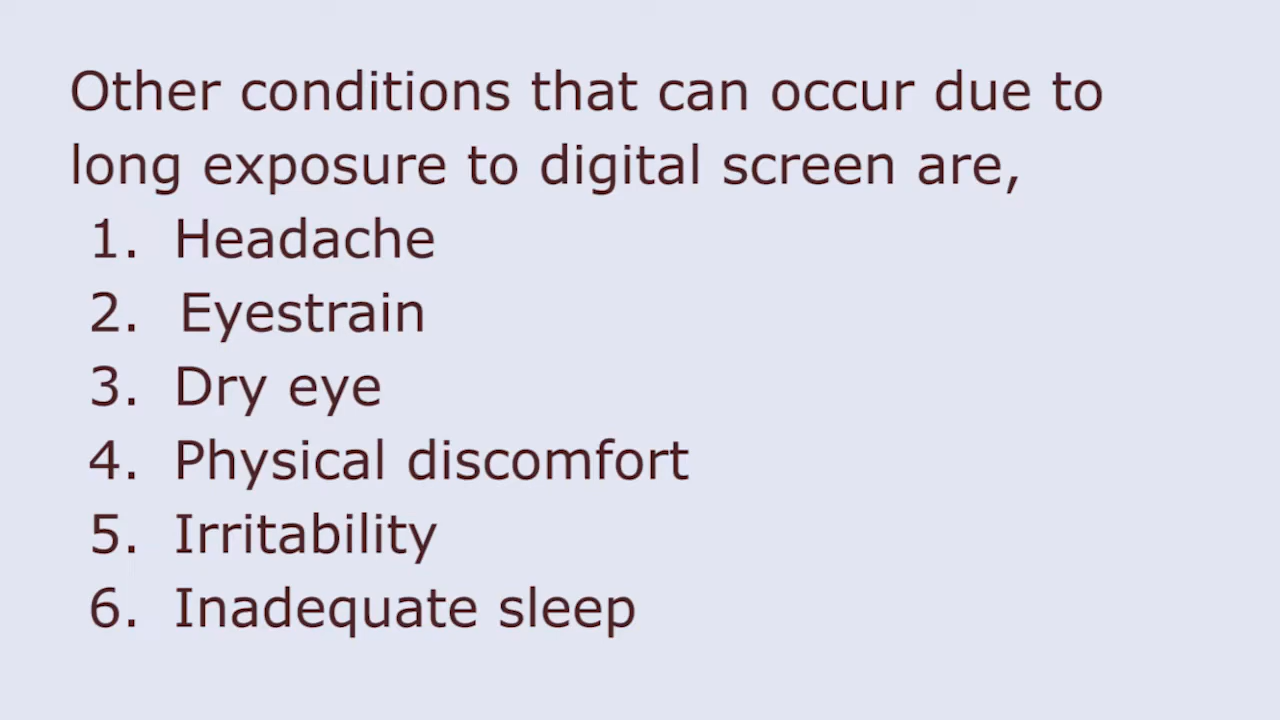 Other conditions that can occur due to
long exposure to digital screen are,
1. Headache
2. Eyestrain
3. Dry eye
4. Physical discomfort
5. Irritability
6. Inadequate sleep